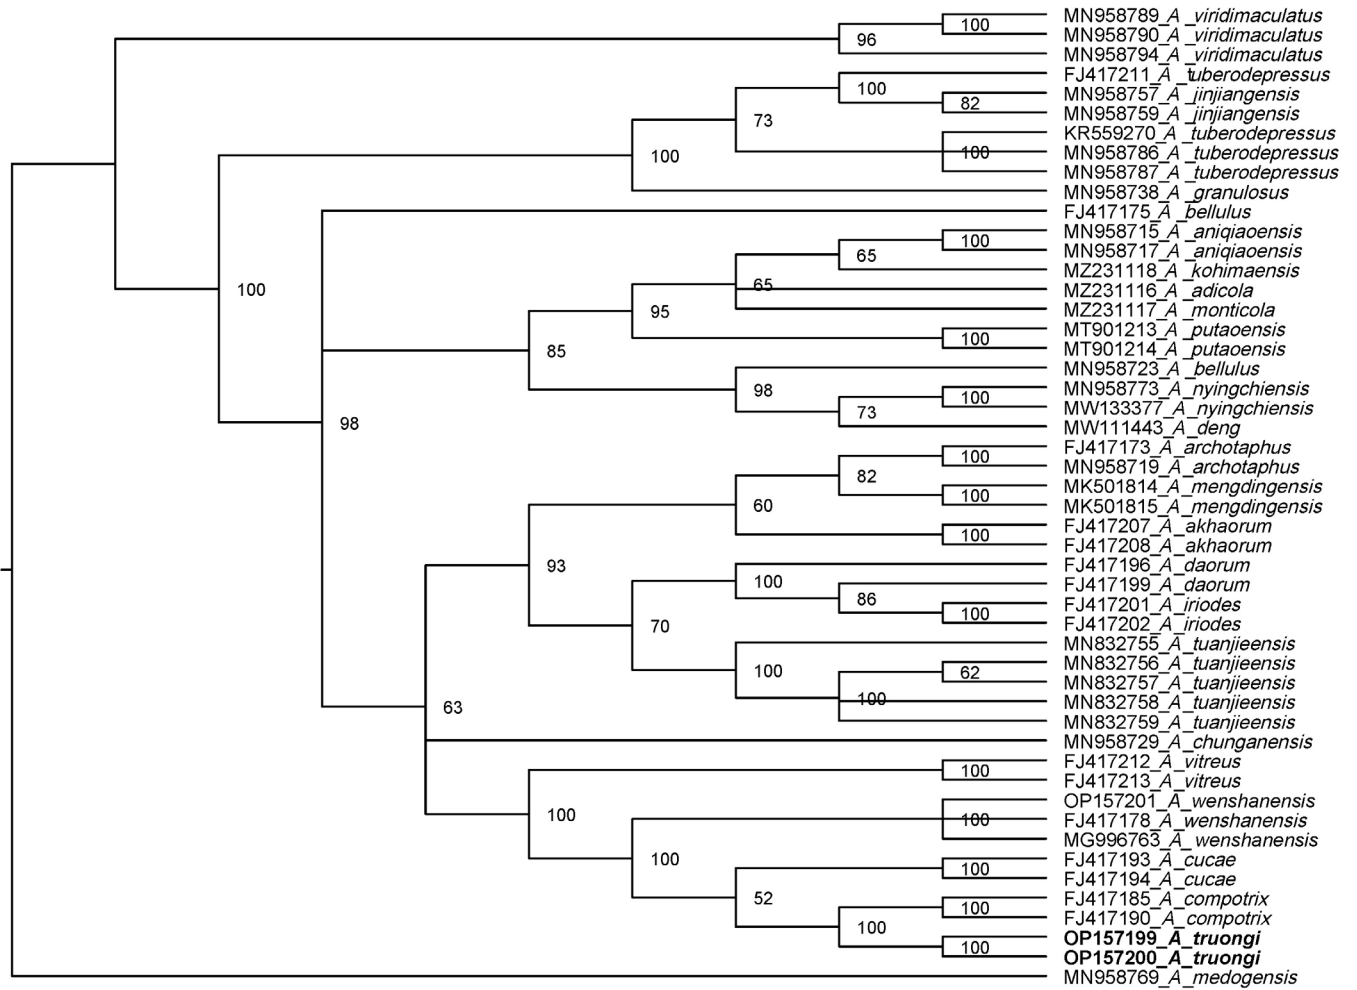 MN958789_A_viridimaculatus
100
MN958790_A_viridimaculatus
96
MN958794_A_viridimaculatus
FJ417211_A_tuberodepressus
100
MN958757_A_jinjiangensis
82
MN958759_A_jinjiangensis
73
KR559270_A_tuberodepressus
100
MN958786_A_tuberodepressus
100
MN958787_A_tuberodepressus
MN958738_A_granulosus
FJ417175_A_bellulus
MN958715_A_aniqiaoensis
100
MN958717_A_aniqiaoensis
65
MZ231118_A_kohimaensis
65
MZ231116_A_adicola
100
MZ231117_A_monticola
95
MT901213_A_putaoensis
100
MT901214_A_putaoensis
85
MN958723_A_bellulus
98
MN958773_A_nyingchiensis
100
MW133377_A_nyingchiensis
73
MW111443_A_deng
98
FJ417173_A_archotaphus
100
MN958719_A_archotaphus
82
MK501814_A_mengdingensis
100
MK501815_A_mengdingensis
60
FJ417207_A_akhaorum
100
FJ417208_A_akhaorum
93
FJ417196_A_daorum
100
FJ417199_A_daorum
86
FJ417201_A_iriodes
100
FJ417202_A_iriodes
70
MN832755_A_tuanjieensis
MN832756_A_tuanjieensis
100
62
MN832757_A_tuanjieensis
100
MN832758_A_tuanjieensis
63
MN832759_A_tuanjieensis
MN958729_A_chunganensis
FJ417212_A_vitreus
100
FJ417213_A_vitreus
OP157201_A_wenshanensis
100
100
FJ417178_A_wenshanensis
MG996763_A_wenshanensis
100
FJ417193_A_cucae
100
FJ417194_A_cucae
52
FJ417185_A_compotrix
100
FJ417190_A_compotrix
100
OP157199_A_truongi
100
OP157200_A_truongi
MN958769_A_medogensis